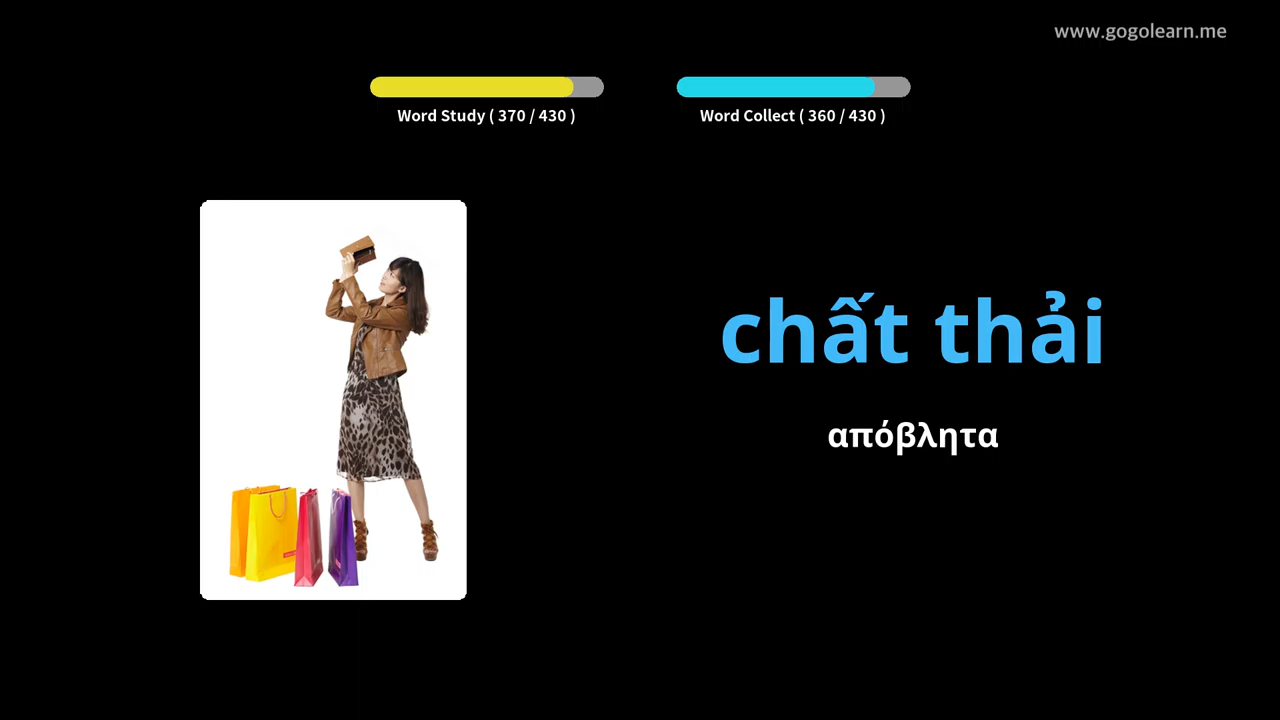 www.gogolearn.me
Word Study ( 370 / 430 )
Word Collect ( 360 / 430 )
chất thải
απόβλητα